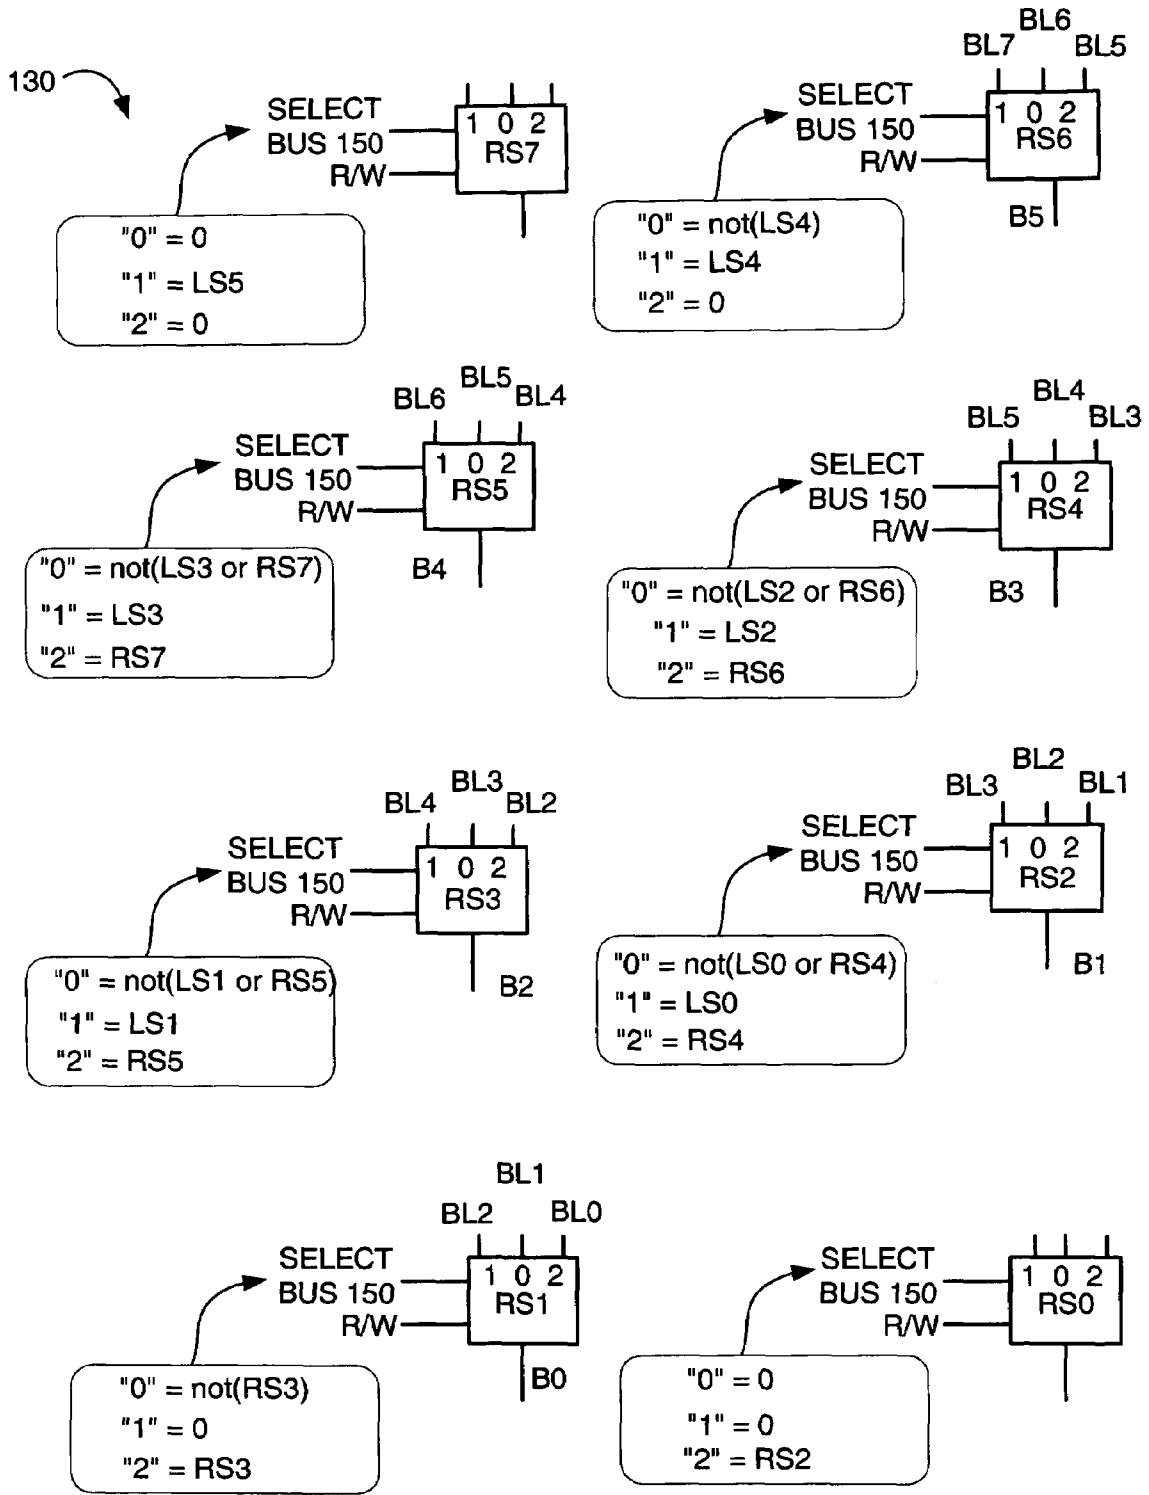 130
SELECT
BUS 150
R/W
1 0 2
RS7
"0" = 0
"1" = LS5
"2" = 0
BL6
BL7 BL5
SELECT
BUS 150
R/W
1 0 2
RS6
B5
"0" = not(LS4)
"1" = LS4
"2" = 0
BL5
BL6 BL4
SELECT
BUS 150
R/W
1 0 2
RS5
B4
"0" = not(LS3 or RS7)
"1" = LS3
"2" = RS7
BL4
BL5 BL3
SELECT
BUS 150
R/W
1 0 2
RS4
B3
"0" = not(LS2 or RS6)
"1" = LS2
"2" = RS6
BL3
BL4 BL2
SELECT
BUS 150
R/W
1 0 2
RS3
B2
"0" = not(LS1 or RS5)
"1" = LS1
"2" = RS5
BL2
BL3 BL1
SELECT
BUS 150
R/W
1 0 2
RS2
B1
"0" = not(LS0 or RS4)
"1" = LS0
"2" = RS4
BL1
BL2 BL0
SELECT
BUS 150
R/W
1 0 2
RS1
B0
"0" = not(RS3)
"1" = 0
"2" = RS3
SELECT
BUS 150
R/W
1 0 2
RS0
"0" = 0
"1" = 0
"2" = RS2